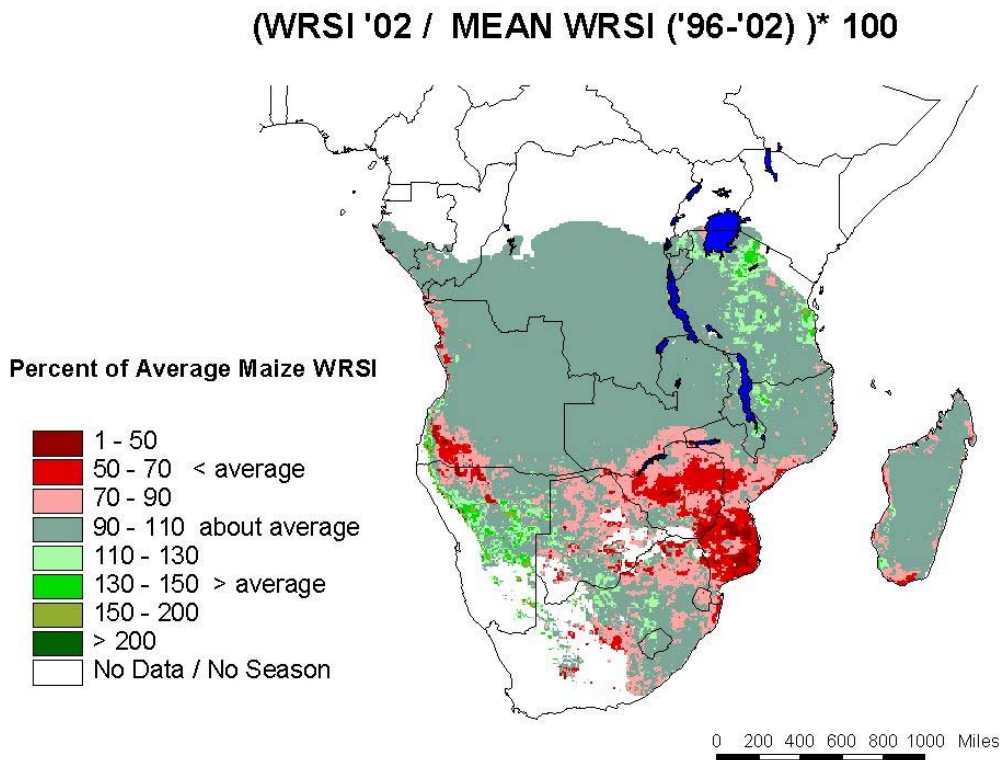 (WRSI '02 / MEAN WRSI ('96-'02) )* 100
Percent of Average Maize WRSI
1 - 50
50 - 70 < average
70 - 90
90 - 110 about average
110 - 130
130 - 150 > average
150 - 200
> 200
No Data / No Season
0 200 400 600 800 1000 Miles